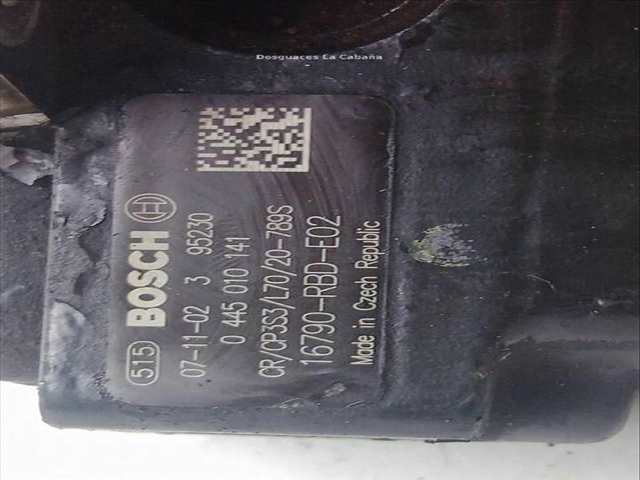 Desguaces La Cabaña
515 BOSCH
07-11-02 3 95230
0 445 010 141
CR/CP3S3/L70/20-789S
16790-RBD-E02
Made in Czech Republic